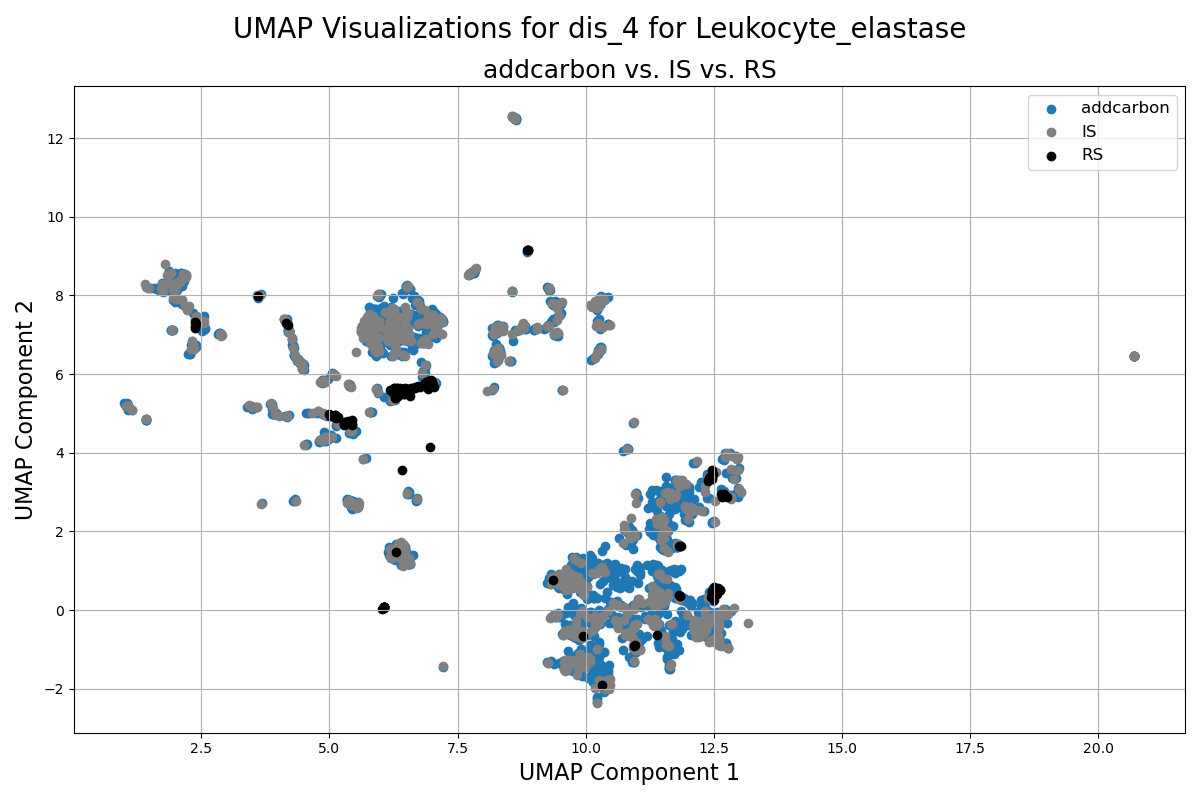 UMAP Visualizations for dis_4 for Leukocyte_elastase
addcarbon vs. IS vs. RS
addcarbon
IS
RS
UMAP Component 2
12
10
8
6
4
2
0
−2
2.5
5.0
7.5
10.0
12.5
15.0
17.5
20.0
UMAP Component 1